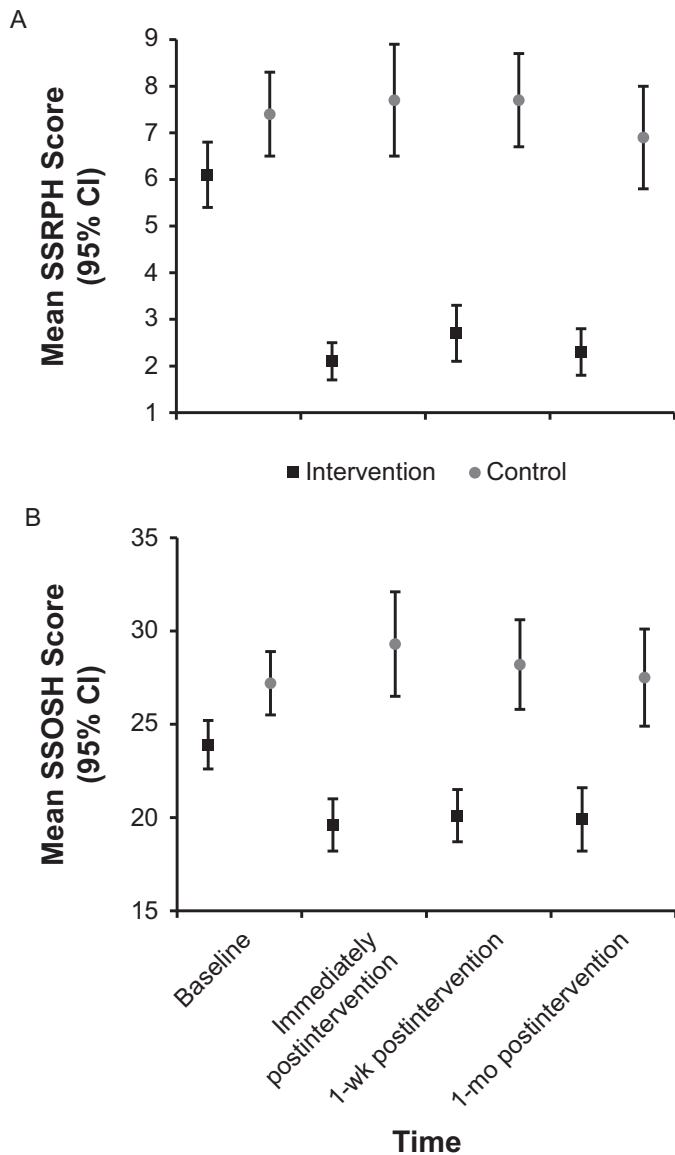 A
Mean SSRPH Score
(95% CI)
9
8
7
6
5
4
3
2
1
Intervention Control
B
Mean SSOSH Score
(95% CI)
35
30
25
20
15
Baseline
Immediately
postintervention
1-wk postintervention
1-mo postintervention
Time